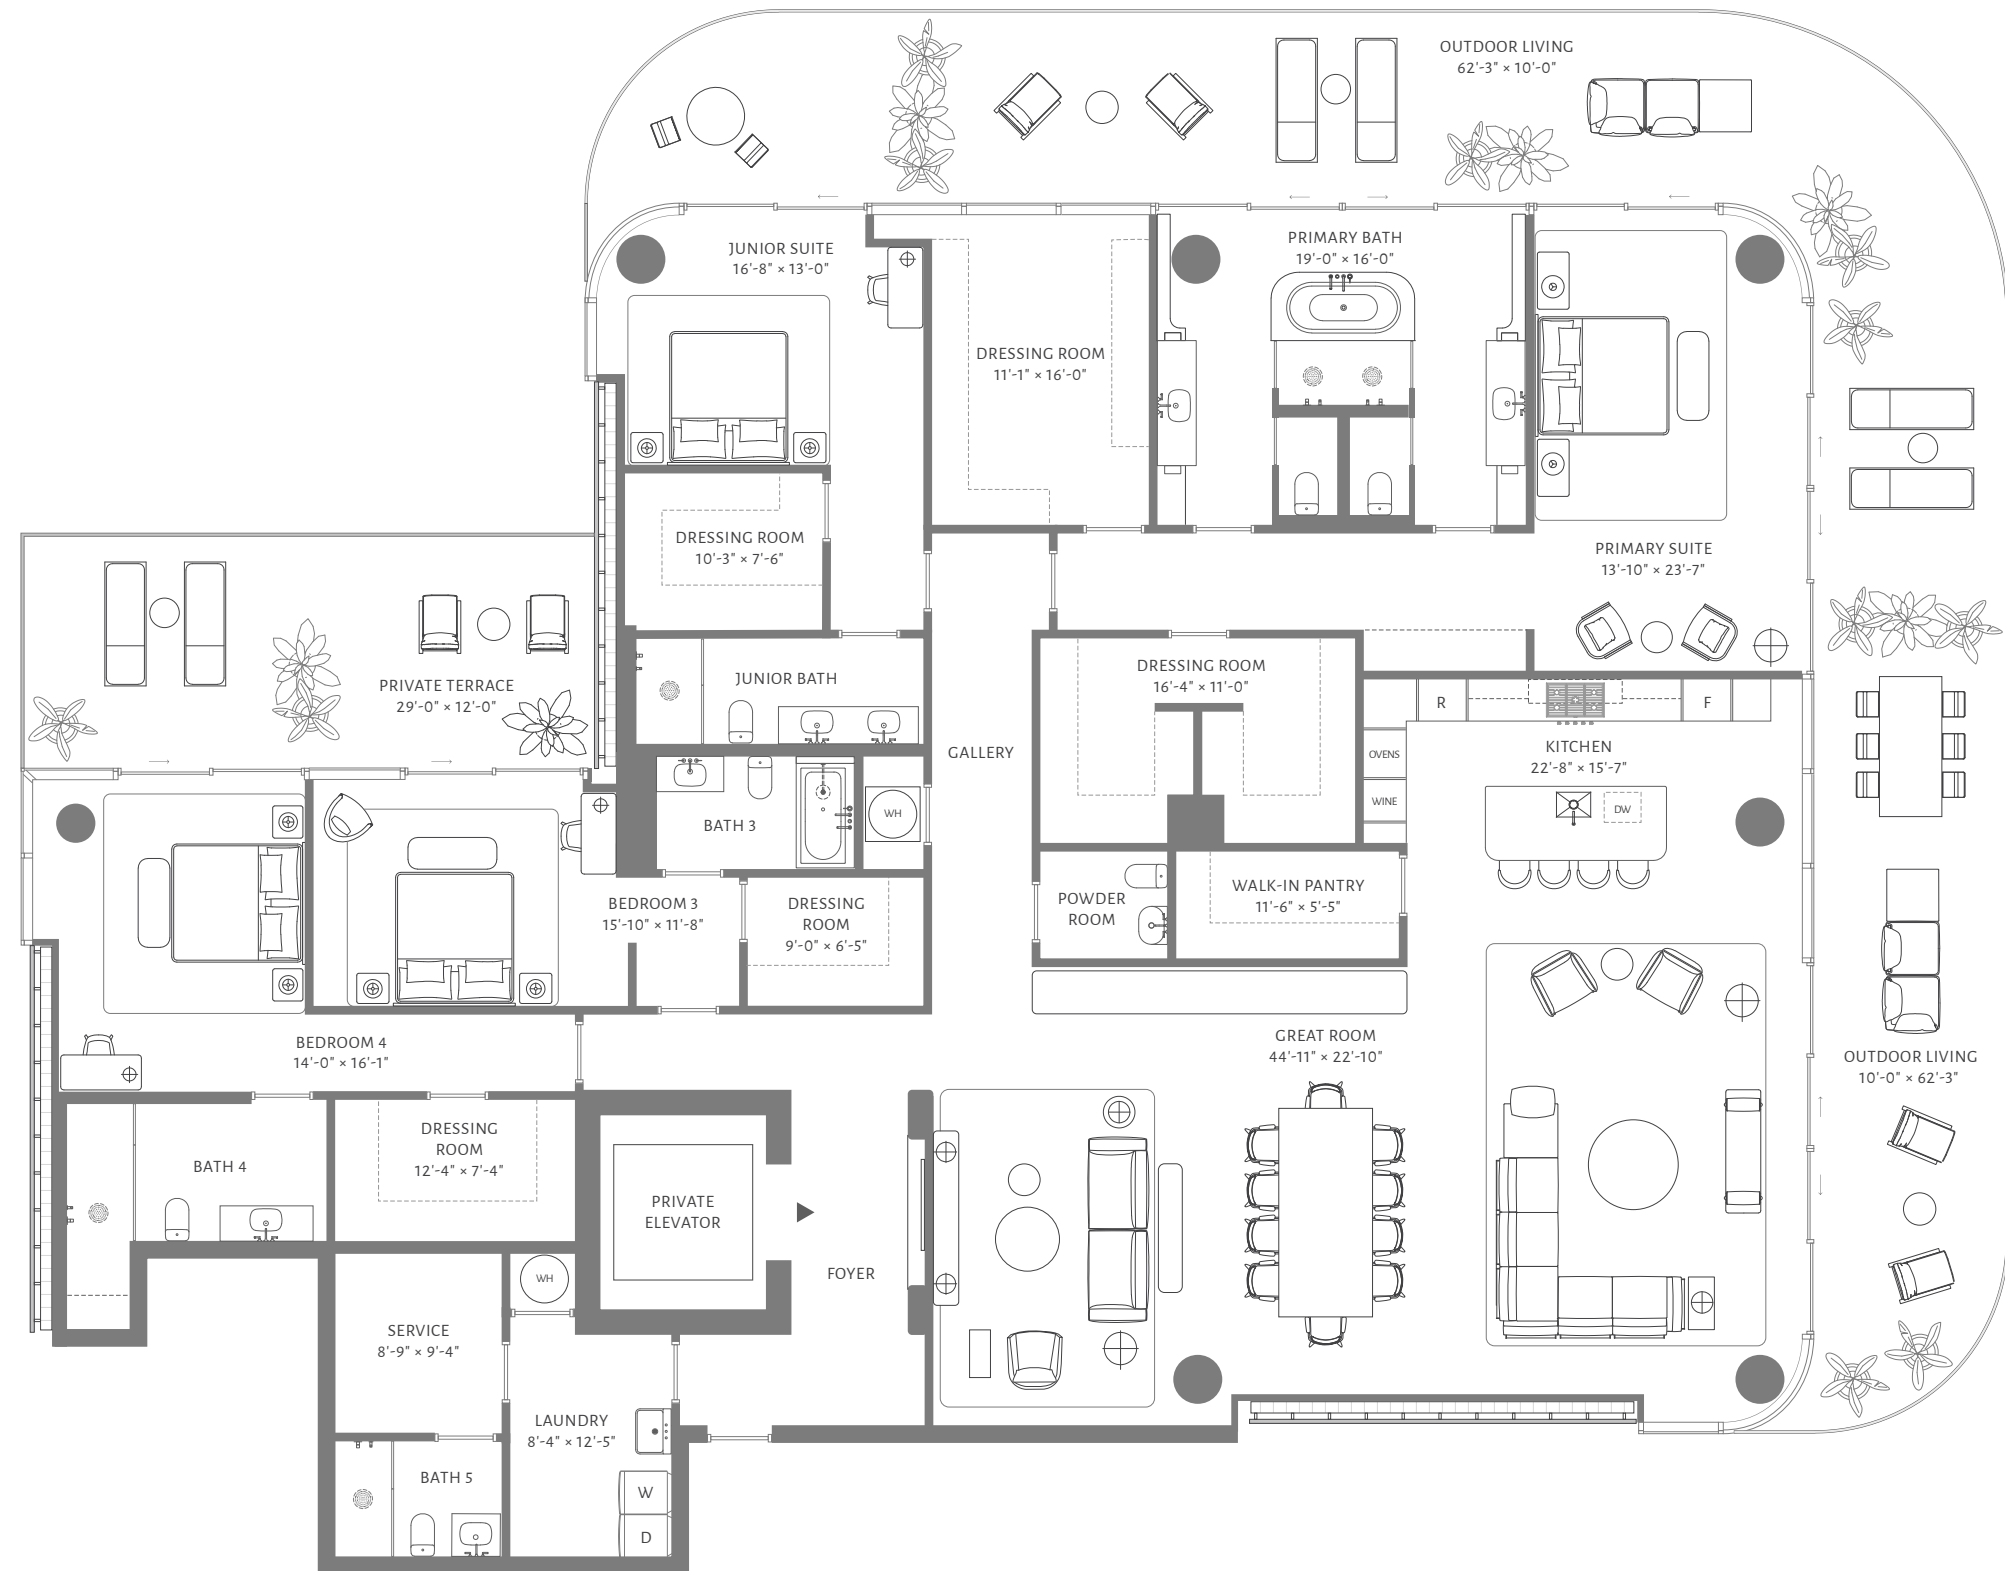 OUTDOOR LIVING
62'-3" × 10'-0"
JUNIOR SUITE
16'-8" × 13'-0"
PRIMARY BATH
19'-0" × 16'-0"
DRESSING ROOM
11'-1" × 16'-0"
DRESSING ROOM
10'-3" × 7'-6"
PRIMARY SUITE
13'-10" × 23'-7"
PRIVATE TERRACE
29'-0" × 12'-0"
JUNIOR BATH
DRESSING ROOM
16'-4" × 11'-0"
R
F
GALLERY
KITCHEN
22'-8" × 15'-7"
OVENS
WINE
DW
BATH 3
WH
BEDROOM 3
15'-10" × 11'-8"
DRESSING
ROOM
9'-0" × 6'-5"
POWDER
ROOM
WALK-IN PANTRY
11'-6" × 5'-5"
BEDROOM 4
14'-0" × 16'-1"
GREAT ROOM
44'-11" × 22'-10"
OUTDOOR LIVING
10'-0" × 62'-3"
BATH 4
DRESSING
ROOM
12'-4" × 7'-4"
PRIVATE
ELEVATOR
FOYER
WH
SERVICE
8'-9" × 9'-4"
LAUNDRY
8'-4" × 12'-5"
BATH 5
W
D